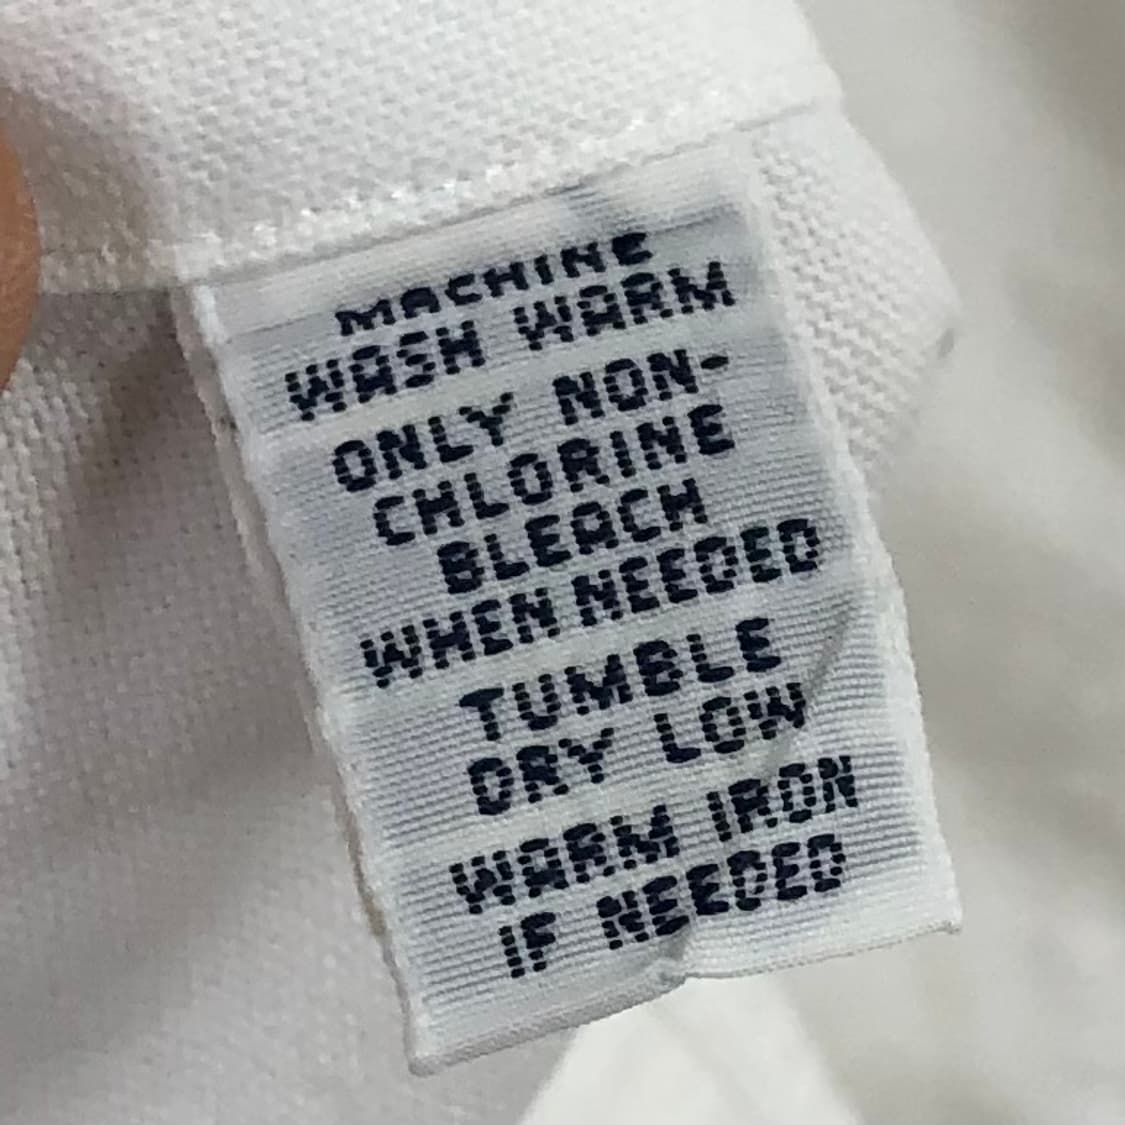 MACHINE
WASH WARM
ONLY NON-
CHLORINE
BLEACH
WHEN NEEDED
TUMBLE
DRY LOW
WARM IRON
IF NEEDED